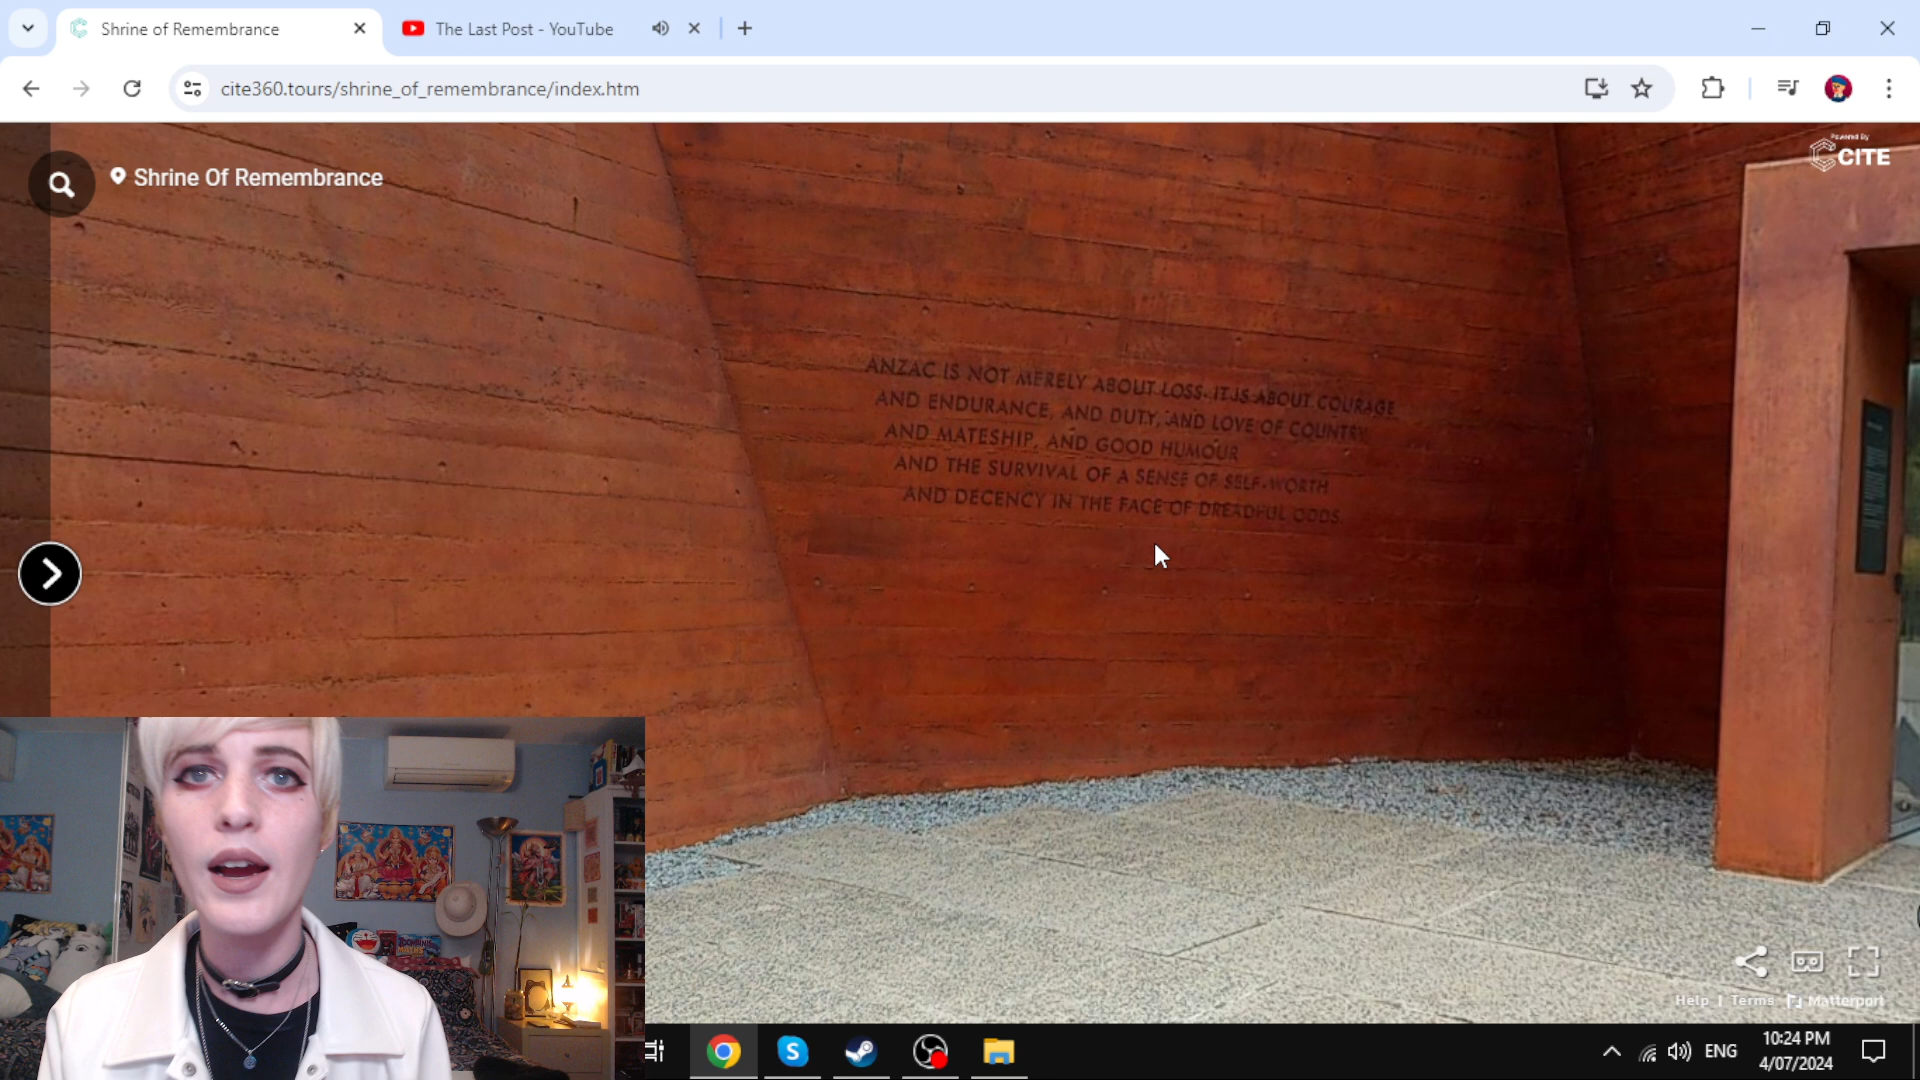 Shrine of Remembrance
The Last Post - YouTube
cite360.tours/shrine_of_remembrance/index.htm
Shrine Of Remembrance
Powered By
CITE
ANZAC IS NOT MERELY ABOUT LOSS. IT IS ABOUT COURAGE
AND ENDURANCE, AND DUTY, AND LOVE OF COUNTRY
AND MATESHIP, AND GOOD HUMOUR
AND THE SURVIVAL OF A SENSE OF SELF-WORTH
AND DECENCY IN THE FACE OF DREADFUL ODDS.
Help | Terms Matterport
ENG
10:24 PM
4/07/2024